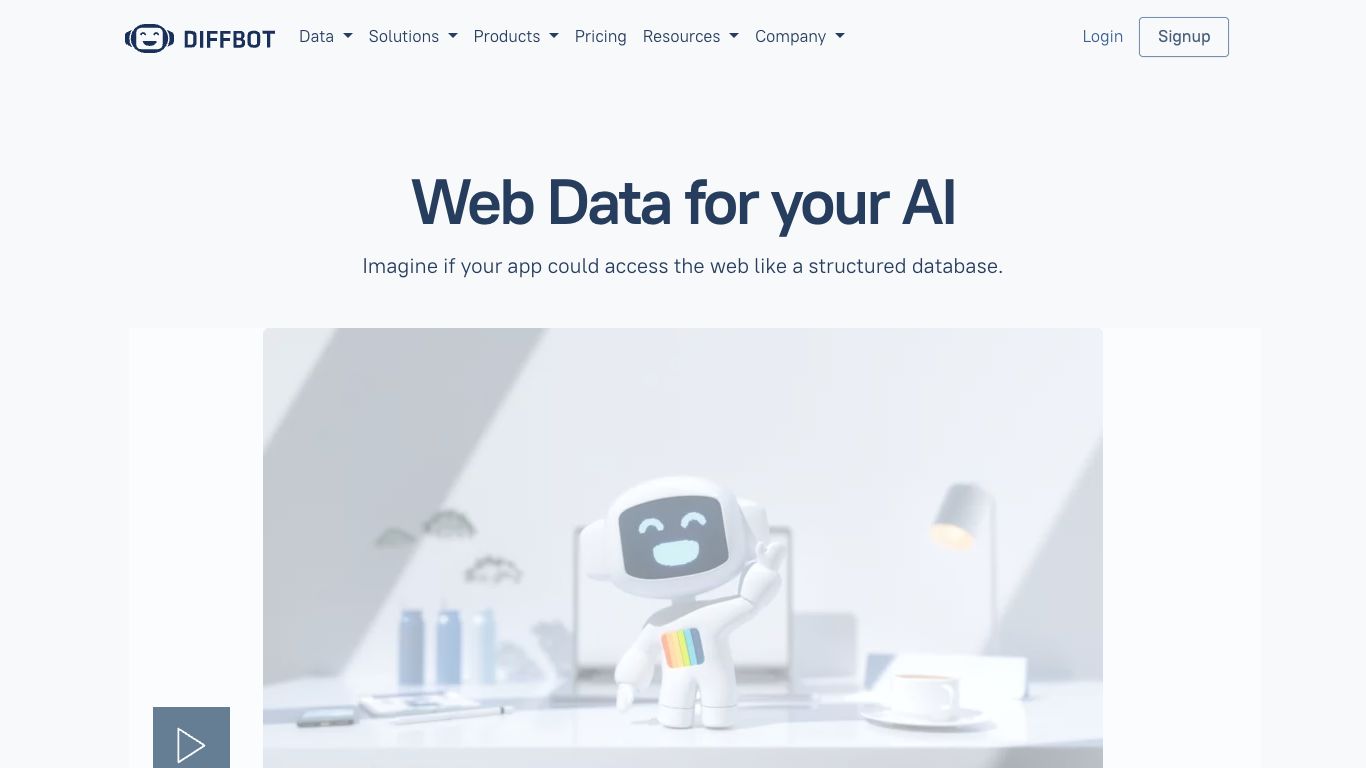 DIFFBOT Data Solutions Products Pricing Resources Company Login Signup
Web Data for your AI
Imagine if your app could access the web like a structured database.